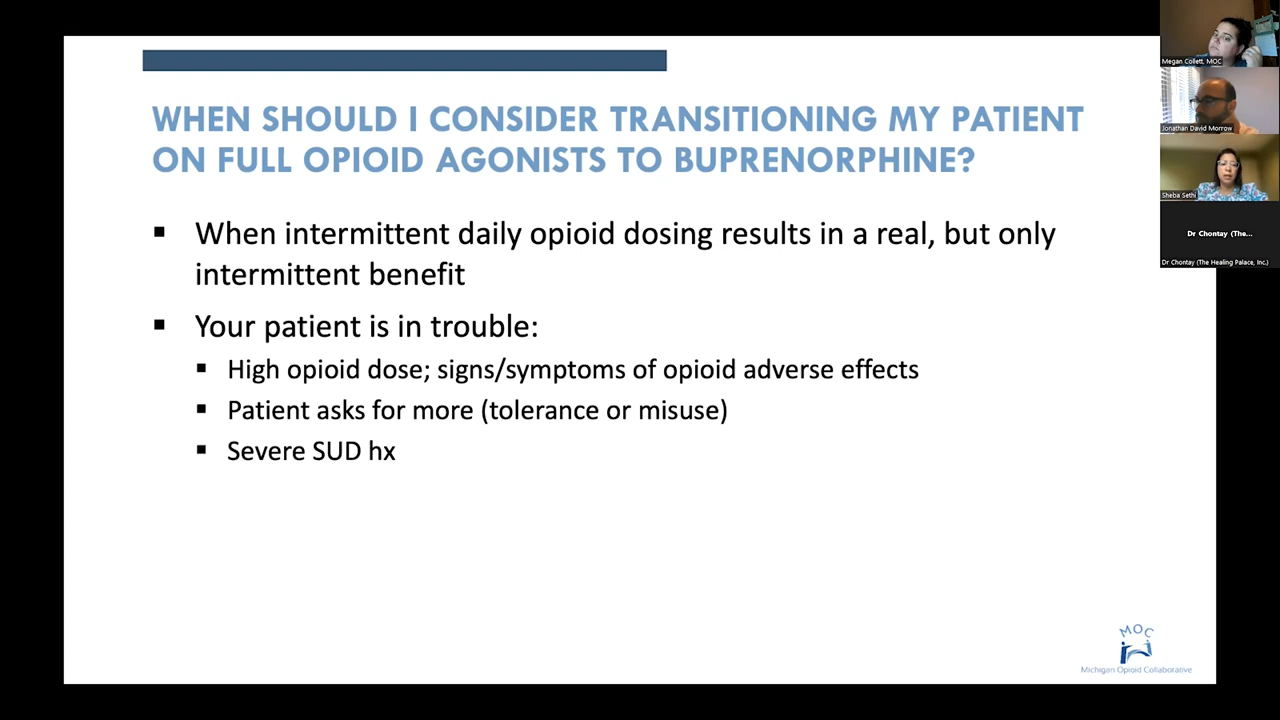 WHEN SHOULD I CONSIDER TRANSITIONING MY PATIENT
ON FULL OPIOID AGONISTS TO BUPRENORPHINE?
▪ When intermittent daily opioid dosing results in a real, but only
intermittent benefit
▪ Your patient is in trouble:
▪ High opioid dose; signs/symptoms of opioid adverse effects
▪ Patient asks for more (tolerance or misuse)
▪ Severe SUD hx
MOC
Michigan Opioid Collaborative
Megan Collett, MOC
Jonathan David Morrow
Sheba Sethi
Dr Chontay (The...
Dr Chontay (The Healing Palace, Inc.)